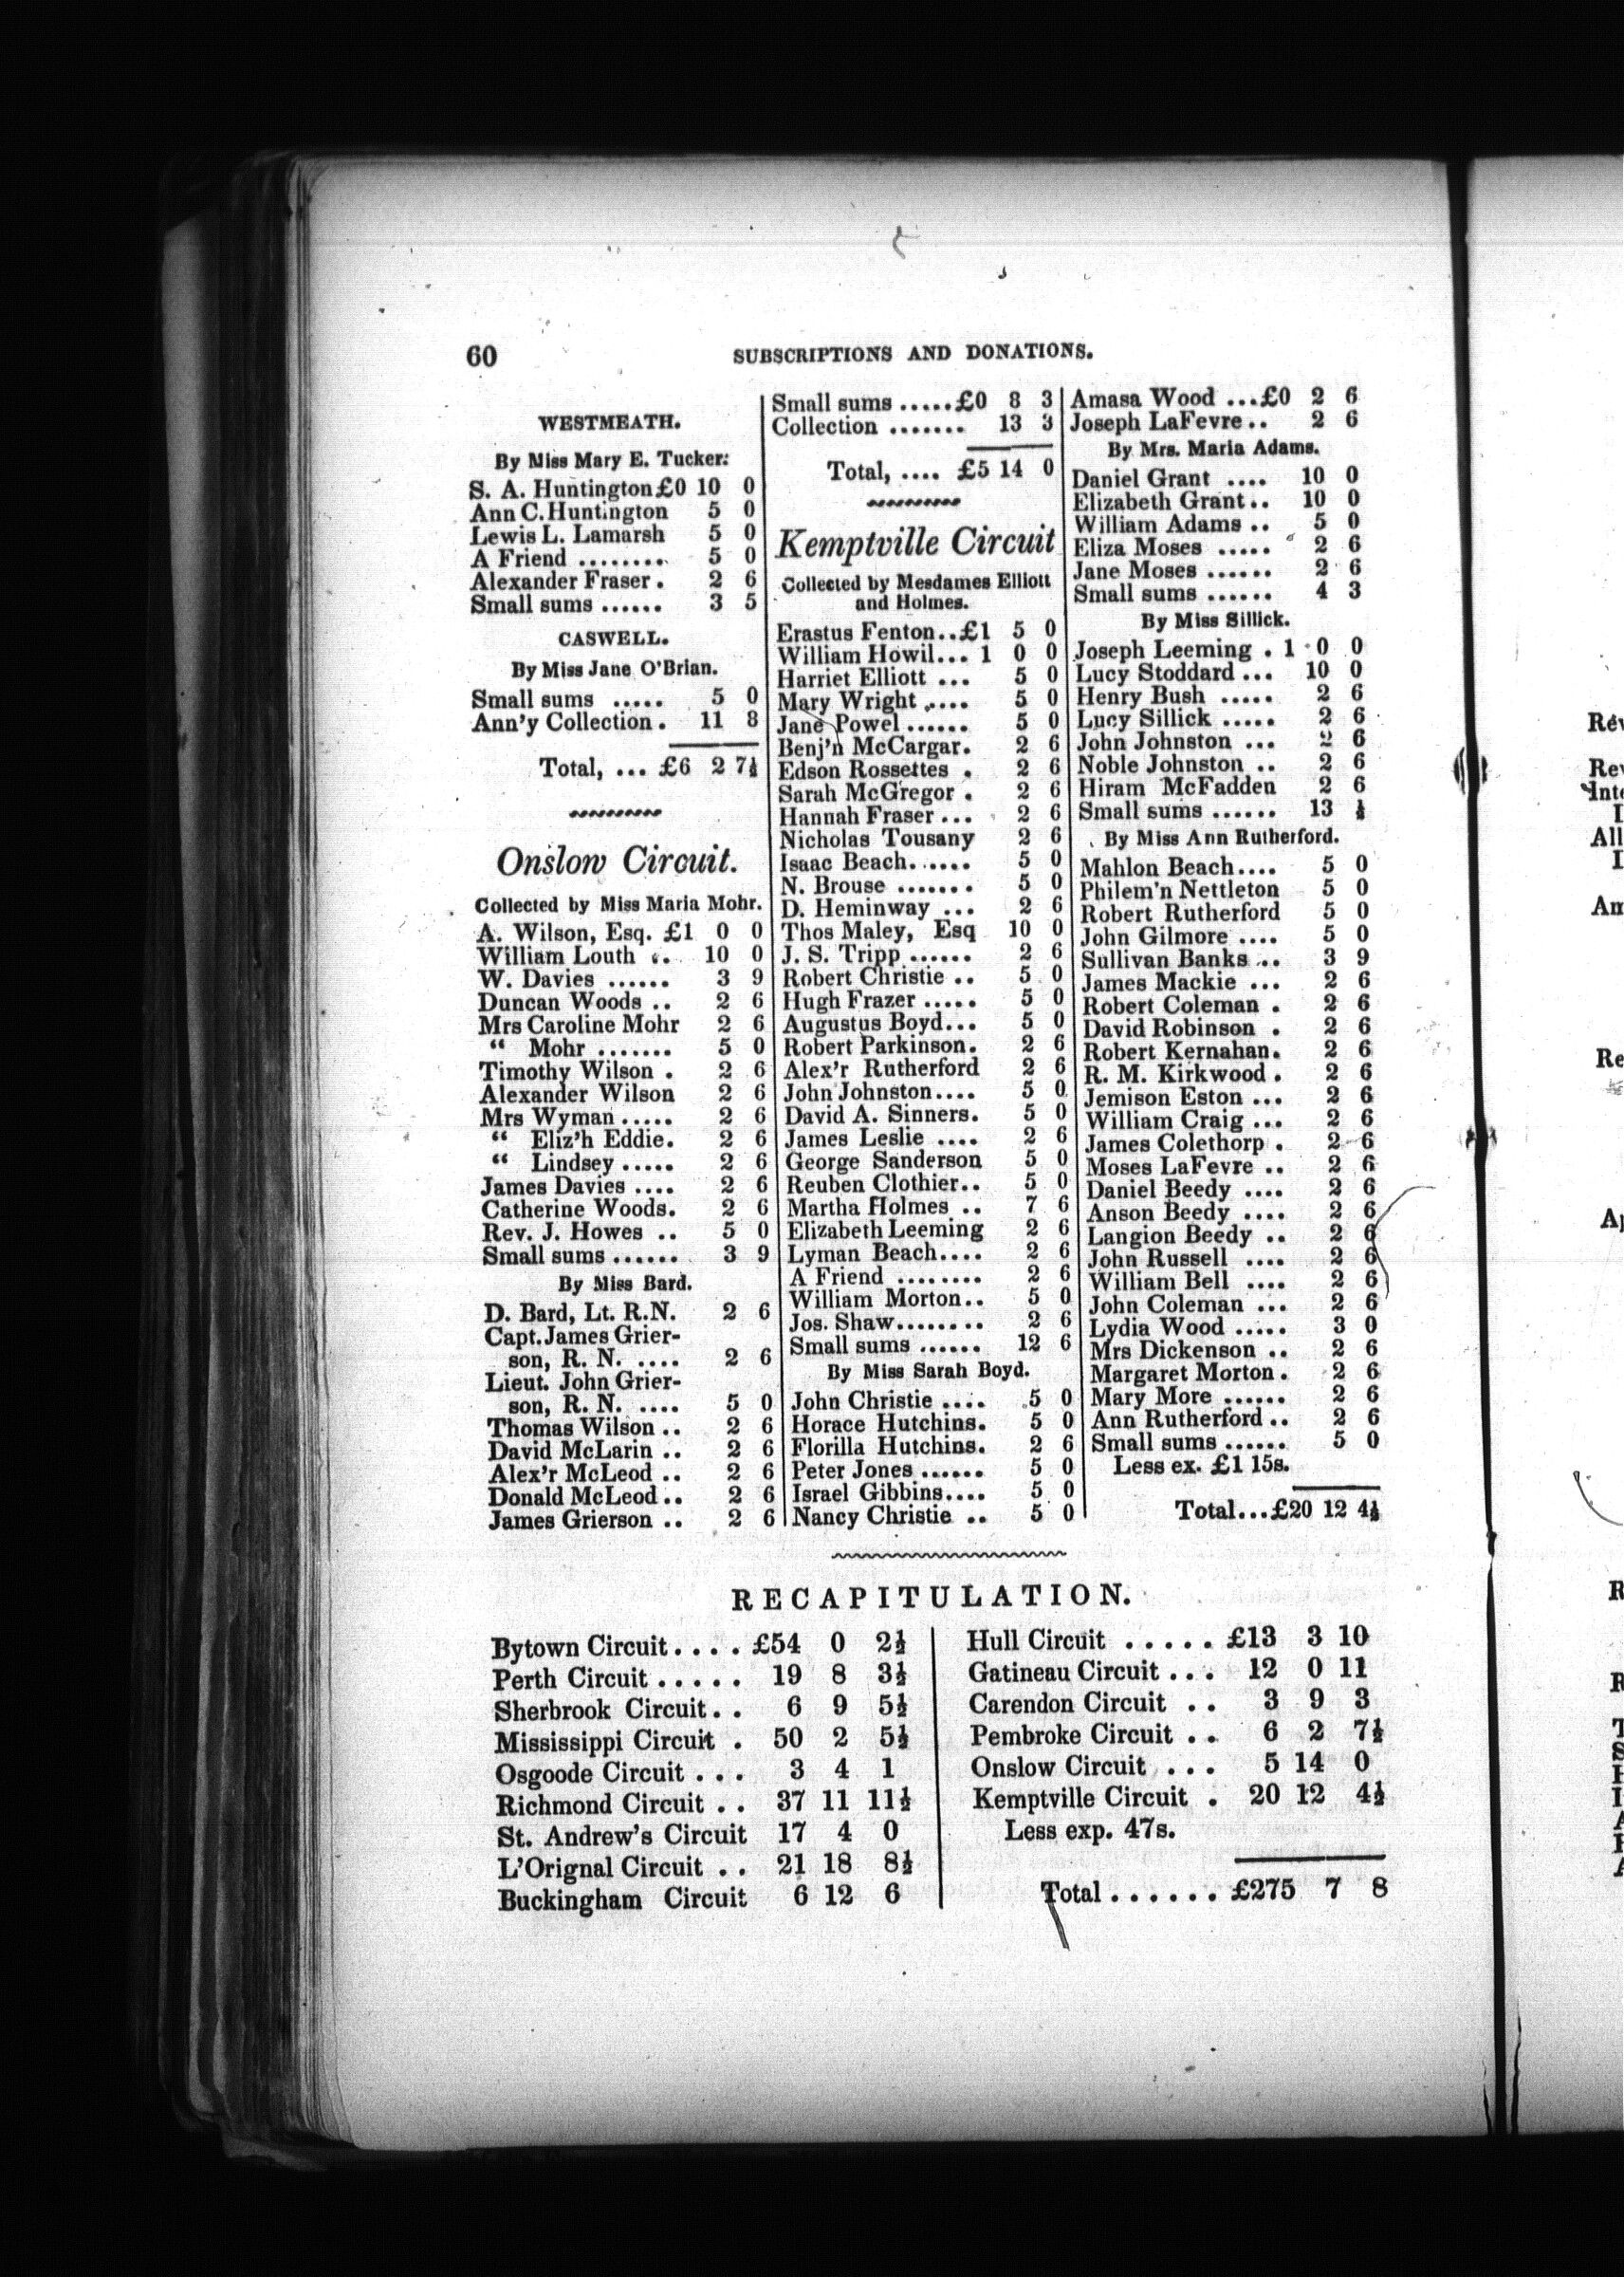 60
SUBSCRIPTIONS AND DONATIONS.
WESTMEATH.
By Miss Mary E. Tucker:
S. A. Huntington £0 10 0
Ann C. Huntington 5 0
Lewis L. Lamarsh 5 0
A Friend ........ 5 0
Alexander Fraser . 2 6
Small sums ...... 3 5
CASWELL.
By Miss Jane O'Brian.
Small sums ..... 5 0
Ann'y Collection . 11 8
Total, ... £6 2 7½
Onslow Circuit.
Collected by Miss Maria Mohr.
A. Wilson, Esq. £1 0 0
William Louth .. 10 0
W. Davies ...... 3 9
Duncan Woods .. 2 6
Mrs Caroline Mohr 2 6
" Mohr ....... 5 0
Timothy Wilson . 2 6
Alexander Wilson 2 6
Mrs Wyman ..... 2 6
" Eliz'h Eddie. 2 6
" Lindsey ..... 2 6
James Davies .... 2 6
Catherine Woods. 2 6
Rev. J. Howes .. 5 0
Small sums ...... 3 9
By Miss Bard.
D. Bard, Lt. R.N. 2 6
Capt. James Grier-
son, R. N. .... 2 6
Lieut. John Grier-
son, R. N. .... 5 0
Thomas Wilson .. 2 6
David McLarin .. 2 6
Alex'r McLeod .. 2 6
Donald McLeod .. 2 6
James Grierson .. 2 6
Small sums ..... £0 8 3
Collection ....... 13 3
Total, .... £5 14 0
Kemptville Circuit
Collected by Mesdames Elliott
and Holmes.
Erastus Fenton .. £1 5 0
William Howil ... 1 0 0
Harriet Elliott ... 5 0
Mary Wright ..... 5 0
Jane Powel ...... 5 0
Benj'n McCargar. 2 6
Edson Rossettes . 2 6
Sarah McGregor . 2 6
Hannah Fraser ... 2 6
Nicholas Tousany 2 6
Isaac Beach ...... 5 0
N. Brouse ....... 5 0
D. Heminway ... 2 6
Thos Maley, Esq 10 0
J. S. Tripp ...... 2 6
Robert Christie .. 5 0
Hugh Frazer ..... 5 0
Augustus Boyd ... 5 0
Robert Parkinson. 2 6
Alex'r Rutherford 2 6
John Johnston .... 5 0
David A. Sinners. 5 0
James Leslie .... 2 6
George Sanderson 5 0
Reuben Clothier .. 5 0
Martha Holmes .. 7 6
Elizabeth Leeming 2 6
Lyman Beach .... 2 6
A Friend ........ 2 6
William Morton .. 5 0
Jos. Shaw ........ 2 6
Small sums ...... 12 6
By Miss Sarah Boyd.
John Christie .... 5 0
Horace Hutchins. 5 0
Florilla Hutchins. 2 6
Peter Jones ...... 5 0
Israel Gibbins .... 5 0
Nancy Christie .. 5 0
Amasa Wood ... £0 2 6
Joseph LaFevre .. 2 6
By Mrs. Maria Adams.
Daniel Grant .... 10 0
Elizabeth Grant .. 10 0
William Adams .. 5 0
Eliza Moses ..... 2 6
Jane Moses ...... 2 6
Small sums ...... 4 3
By Miss Sillick.
Joseph Leeming . 1 0 0
Lucy Stoddard ... 10 0
Henry Bush ..... 2 6
Lucy Sillick ..... 2 6
John Johnston ... 2 6
Noble Johnston .. 2 6
Hiram McFadden 2 6
Small sums ...... 13 ½
By Miss Ann Rutherford.
Mahlon Beach .... 5 0
Philem'n Nettleton 5 0
Robert Rutherford 5 0
John Gilmore .... 5 0
Sullivan Banks ... 3 9
James Mackie ... 2 6
Robert Coleman . 2 6
David Robinson . 2 6
Robert Kernahan. 2 6
R. M. Kirkwood . 2 6
Jemison Eston ... 2 6
William Craig ... 2 6
James Colethorp . 2 6
Moses LaFevre .. 2 6
Daniel Beedy .... 2 6
Anson Beedy .... 2 6
Langion Beedy .. 2 6
John Russell .... 2 6
William Bell .... 2 6
John Coleman ... 2 6
Lydia Wood ..... 3 0
Mrs Dickenson .. 2 6
Margaret Morton . 2 6
Mary More ...... 2 6
Ann Rutherford .. 2 6
Small sums ...... 5 0
Less ex. £1 15s.
Total ... £20 12 4½
RECAPITULATION.
Bytown Circuit .... £54 0 2½
Perth Circuit ..... 19 8 3½
Sherbrook Circuit .. 6 9 5½
Mississippi Circuit . 50 2 5½
Osgoode Circuit ... 3 4 1
Richmond Circuit .. 37 11 11½
St. Andrew's Circuit 17 4 0
L'Orignal Circuit .. 21 18 8½
Buckingham Circuit 6 12 6
Hull Circuit ..... £13 3 10
Gatineau Circuit ... 12 0 11
Carendon Circuit .. 3 9 3
Pembroke Circuit .. 6 2 7½
Onslow Circuit ... 5 14 0
Kemptville Circuit . 20 12 4½
Less exp. 47s.
Total ...... £275 7 8